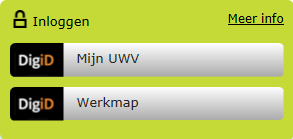 Inloggen Meer info
DigiD Mijn UWV
DigiD Werkmap